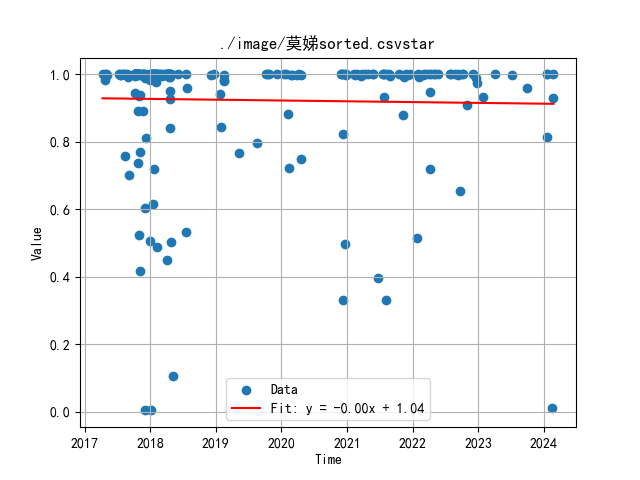 ./image/莫娣sorted.csvstar
1.0
0.8
0.6
0.4
0.2
0.0
Value
2017 2018 2019 2020 2021 2022 2023 2024
Time
Data
Fit: y = -0.00x + 1.04